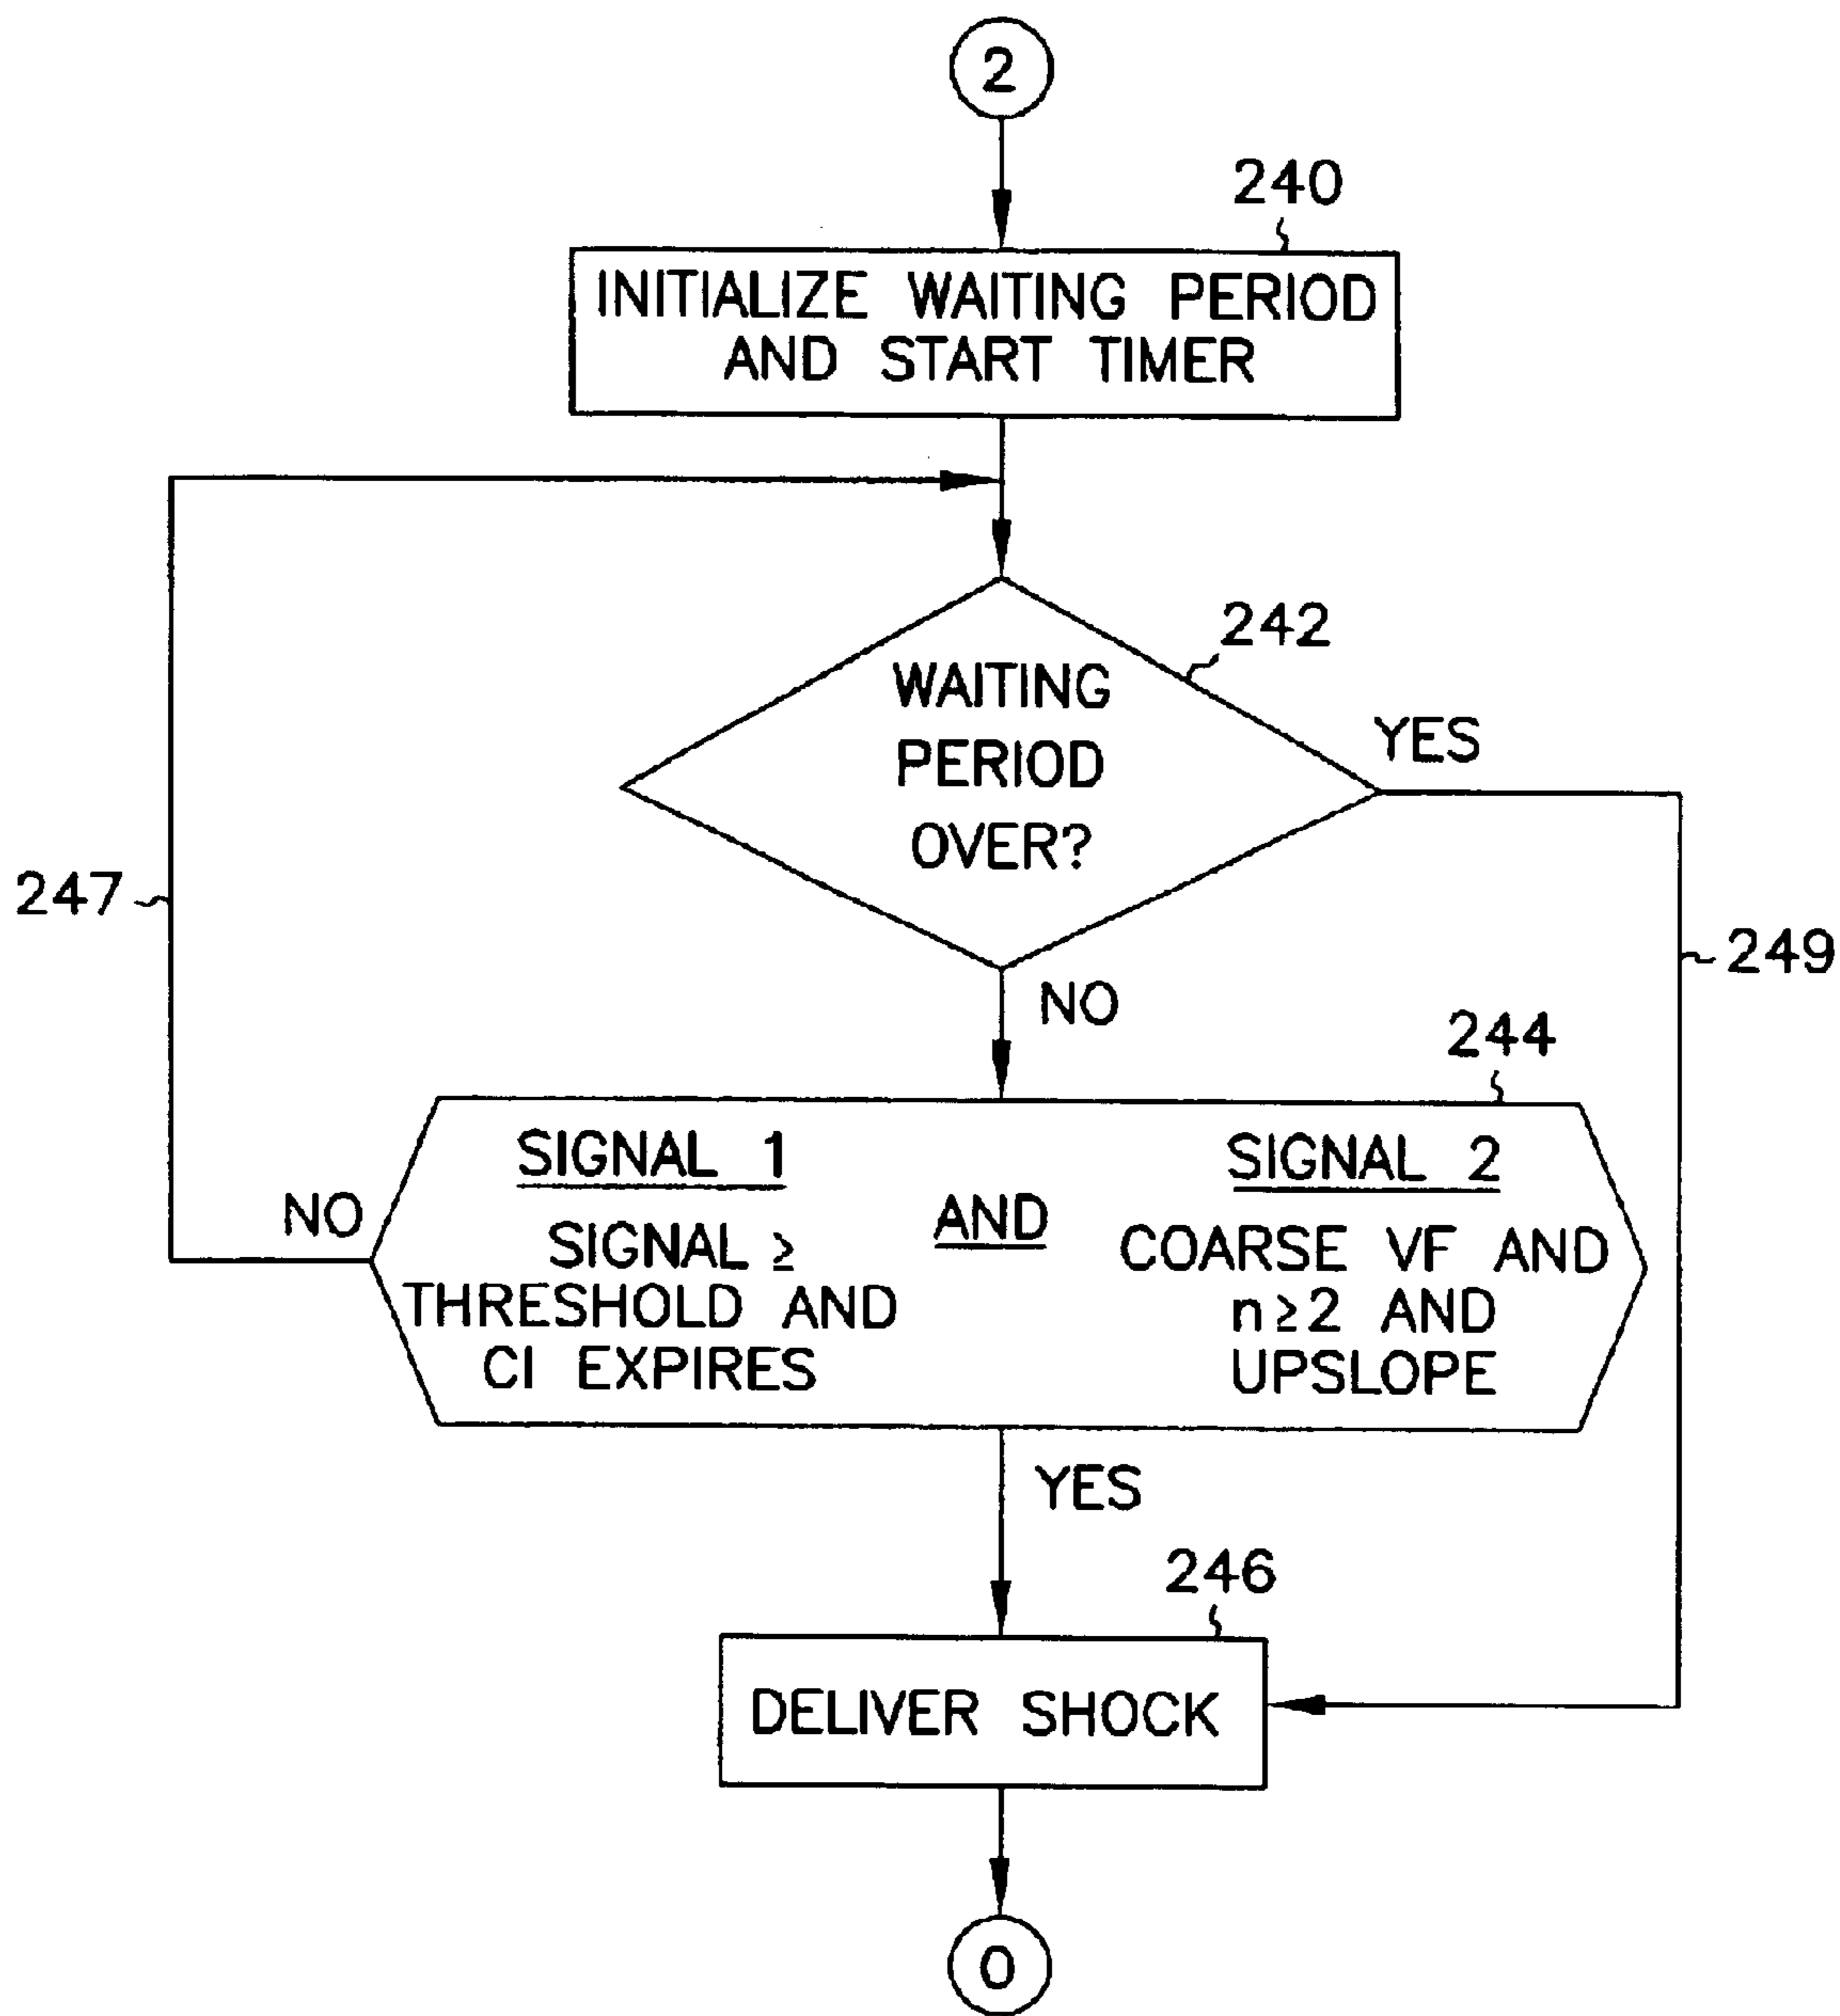 2
240
INITIALIZE WAITING PERIOD
AND START TIMER
242
WAITING
PERIOD
OVER?
YES
247
249
NO
244
SIGNAL 1
SIGNAL ≥
THRESHOLD AND
CI EXPIRES
AND
SIGNAL 2
COARSE VF AND
n≥2 AND
UPSLOPE
NO
YES
246
DELIVER SHOCK
0